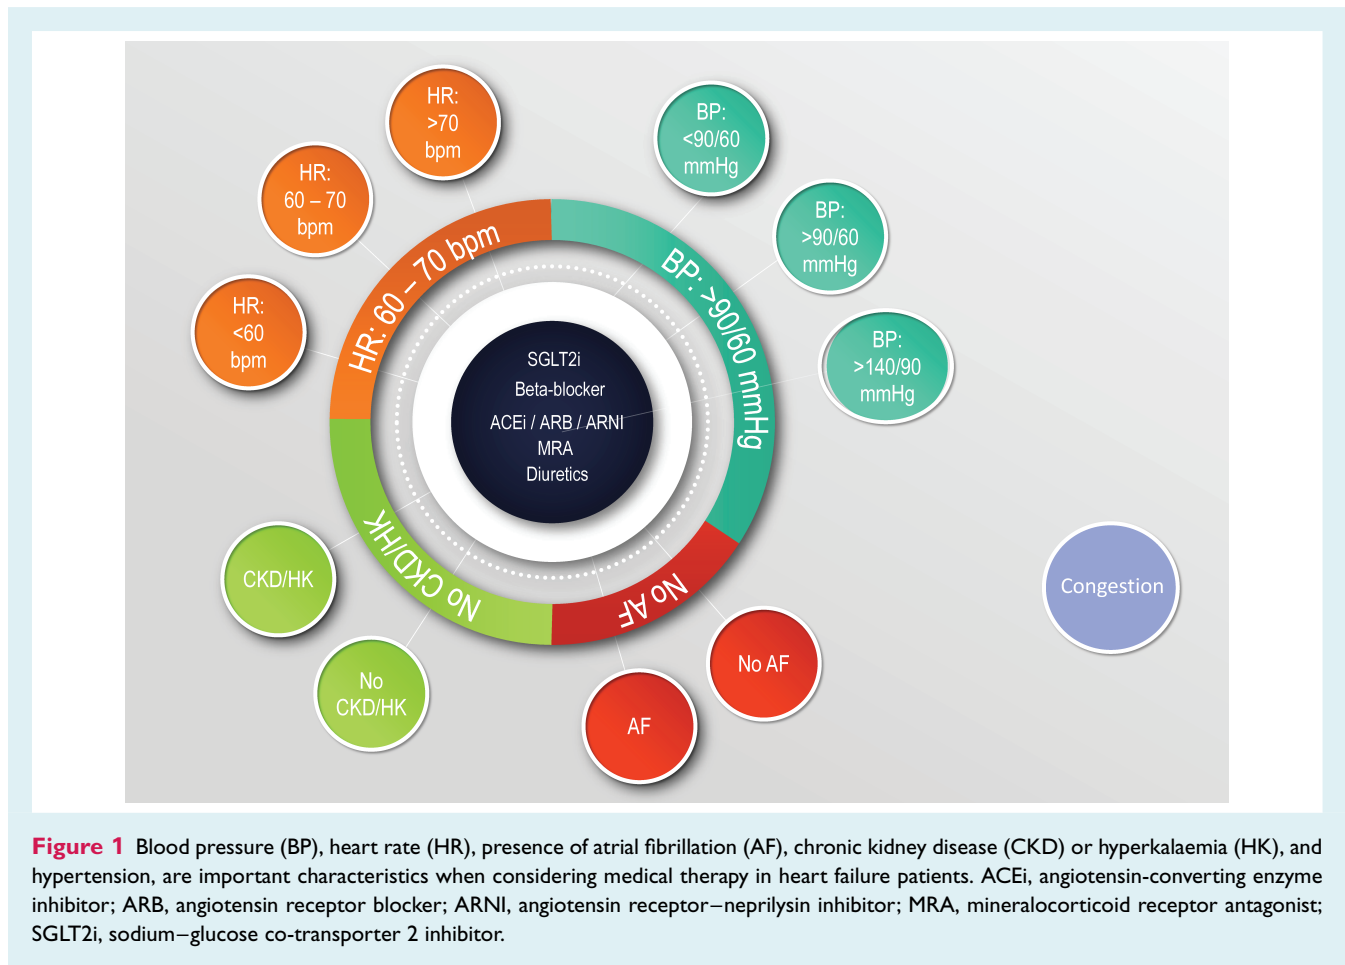 HR:
>70
bpm
BP:
<90/60
mmHg
HR:
60 – 70
bpm
BP:
>90/60
mmHg
HR:
<60
bpm
BP:
>140/90
mmHg
HR: 60 – 70 bpm
BP: >90/60 mmHg
SGLT2i
Beta-blocker
ACEi / ARB / ARNI
MRA
Diuretics
No CKD/HK
No AF
CKD/HK
No
CKD/HK
AF
No AF
Congestion
Figure 1 Blood pressure (BP), heart rate (HR), presence of atrial fibrillation (AF), chronic kidney disease (CKD) or hyperkalaemia (HK), and
hypertension, are important characteristics when considering medical therapy in heart failure patients. ACEi, angiotensin-converting enzyme
inhibitor; ARB, angiotensin receptor blocker; ARNI, angiotensin receptor–neprilysin inhibitor; MRA, mineralocorticoid receptor antagonist;
SGLT2i, sodium–glucose co-transporter 2 inhibitor.